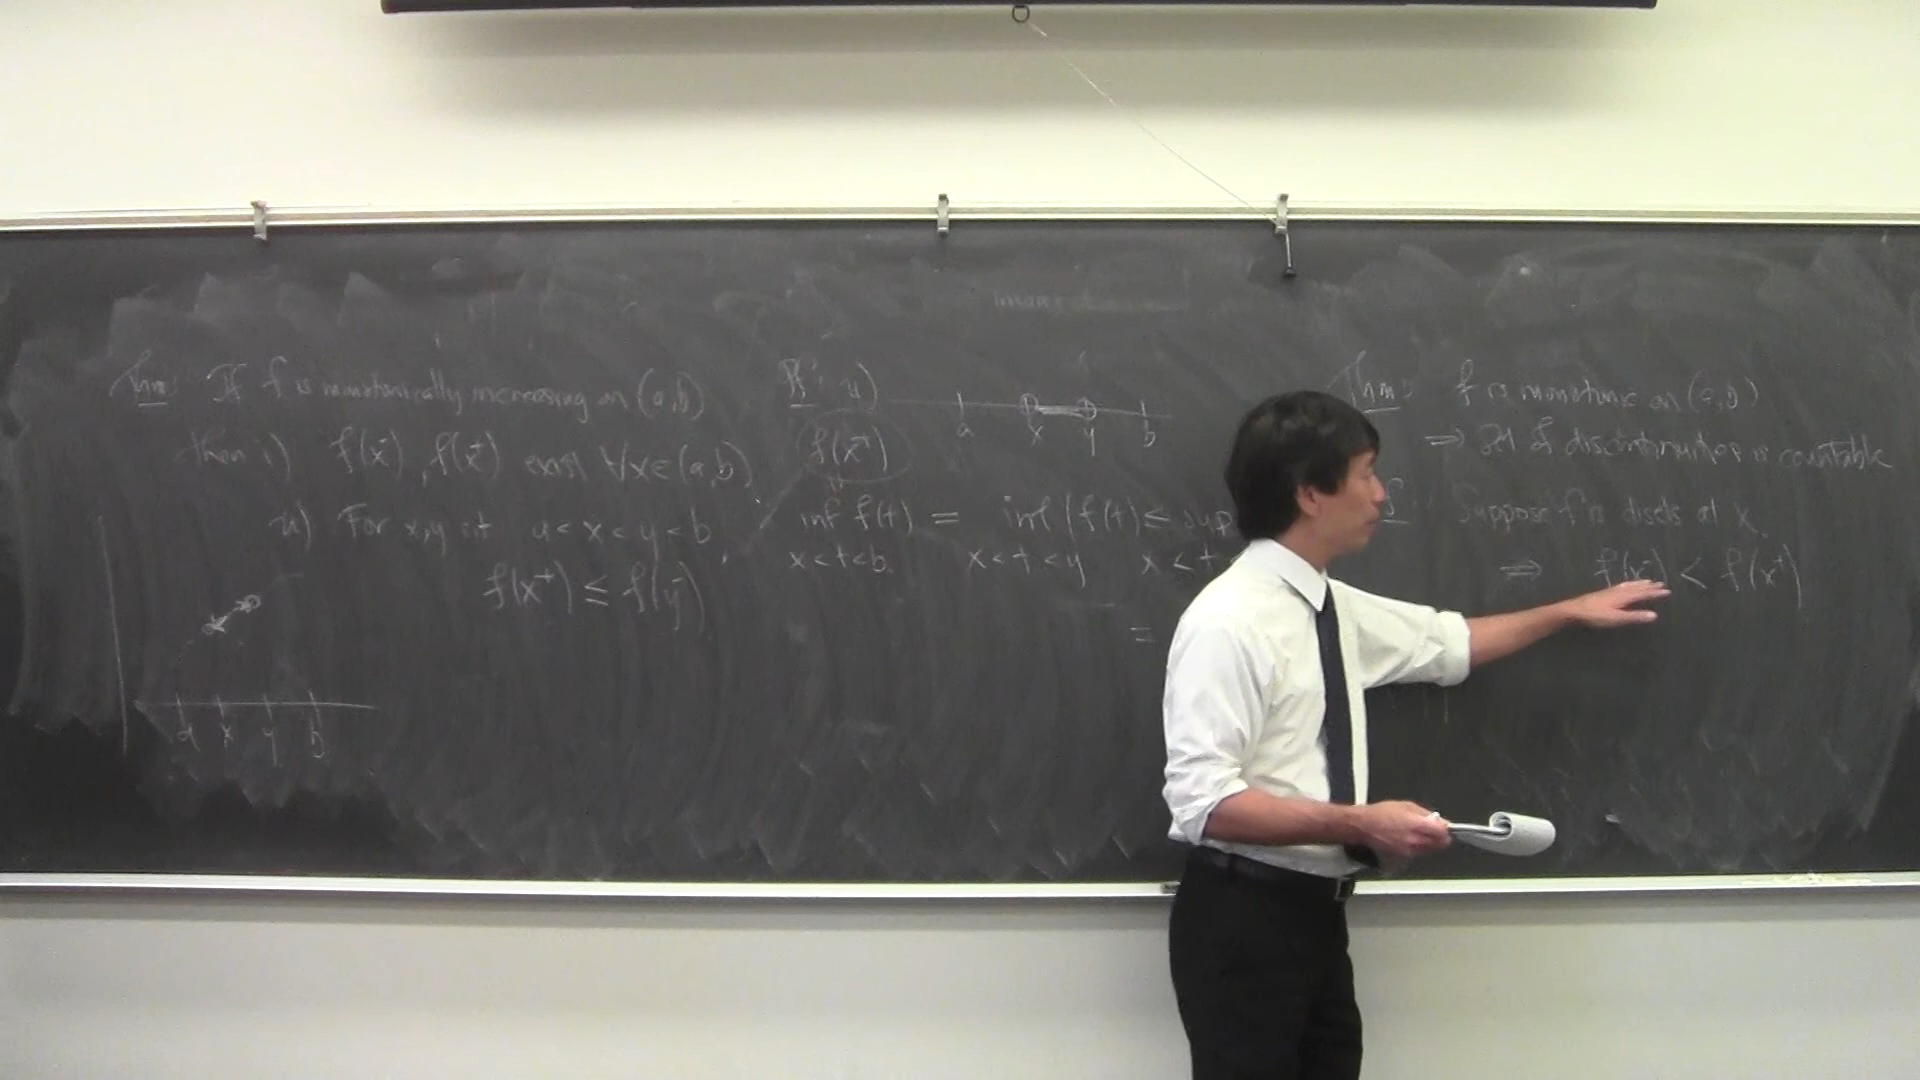 Thm: If f is monotonically increasing on (a,b)
then i) f(x⁻), f(x⁺) exist ∀x∈(a,b)
ii) For x,y st a<x<y<b,
f(x⁺) ≤ f(y⁻)
a x y b
Pf: ii)
a x y b
f(x⁺)
inf f(t) = inf f(t) ≤ sup
x<t<b x<t<y x<t
=
Thm: f is monotonic on (a,b)
⇒ Set of discontinuities is countable
Suppose f is discts at x.
⇒ f(x⁻) < f(x⁺)